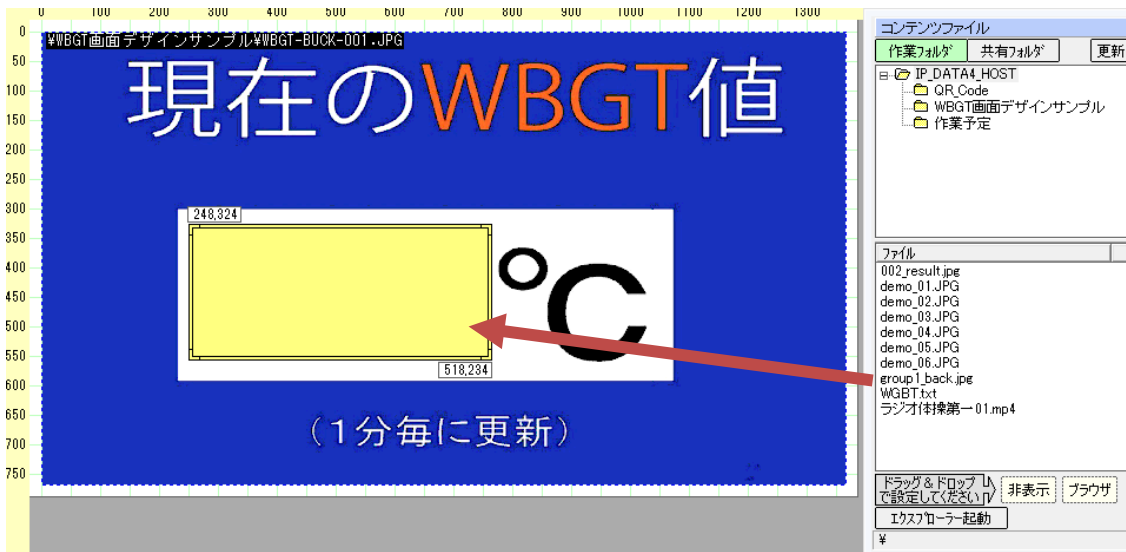 0 100 200 300 400 500 600 700 800 900 1000 1100 1200 1300
0
50
100
150
200
250
300
350
400
450
500
550
600
650
700
750
¥WBGT画面デザインサンプル¥WBGT-BUCK-001.JPG
現在のWBGT値
248,324
℃
518,234
（1分毎に更新）
コンテンツファイル
作業フォルダ 共有フォルダ 更新
IP_DATA4_HOST
QR_Code
WBGT画面デザインサンプル
作業予定
ファイル
002_result.jpg
demo_01.JPG
demo_02.JPG
demo_03.JPG
demo_04.JPG
demo_05.JPG
demo_06.JPG
group1_back.jpg
WGBT.txt
ラジオ体操第一01.mp4
ドラッグ＆ドロップ
で設定してください
非表示 ブラウザ
エクスプローラー起動
¥